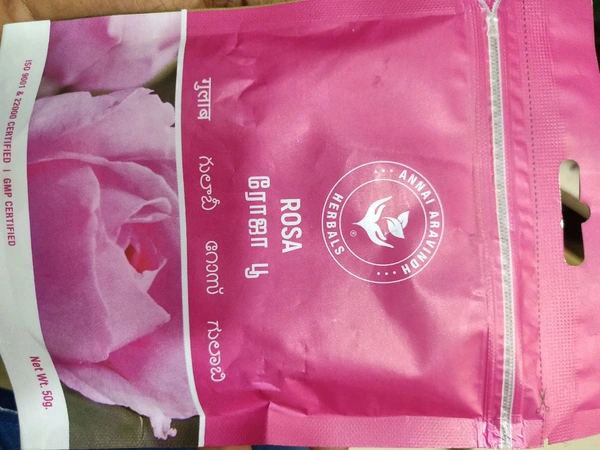 ANNAI ARAVINDH
HERBALS
®
ROSA
ரோஜா பூ
गुलाब గులాబీ റോസ് ಗುಲಾಬಿ
ISO 9001 & 22000 CERTIFIED | GMP CERTIFIED
Net Wt. 50g.